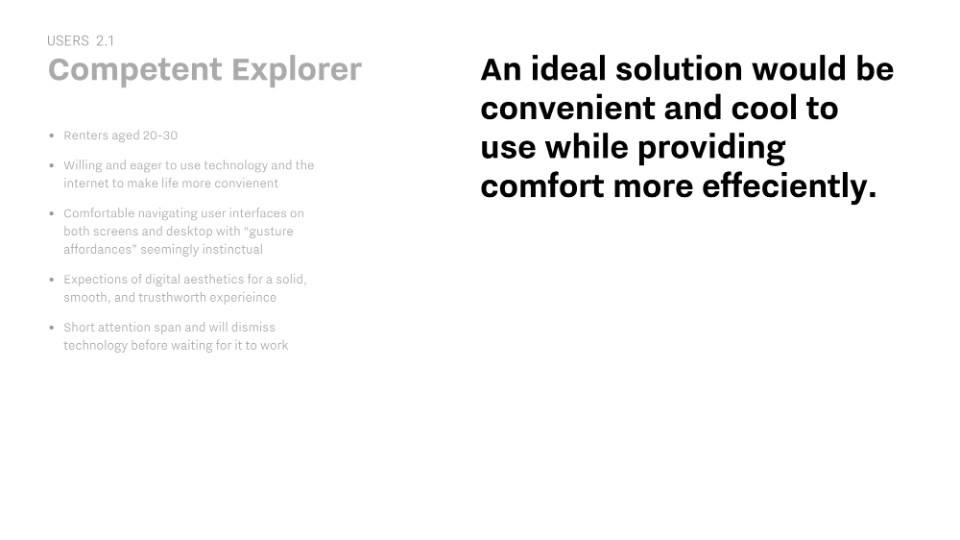 USERS 2.1
Competent Explorer
• Renters aged 20-30
• Willing and eager to use technology and the
internet to make life more convienent
• Comfortable navigating user interfaces on
both screens and desktop with "gusture
affordances" seemingly instinctual
• Expections of digital aesthetics for a solid,
smooth, and trusthworth experieince
• Short attention span and will dismiss
technology before waiting for it to work
An ideal solution would be
convenient and cool to
use while providing
comfort more effeciently.